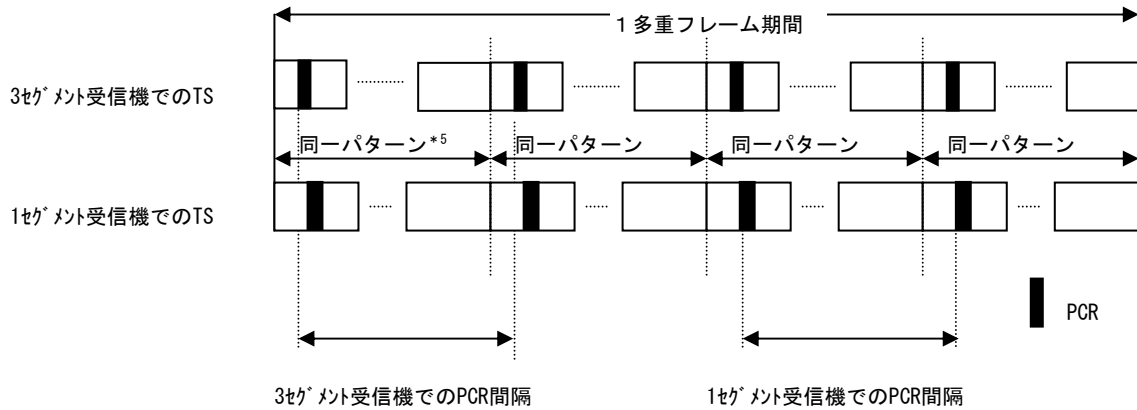 1 多重フレーム期間
3ｾｸﾞﾒﾝﾄ受信機でのTS
同一パターン*5
同一パターン
同一パターン
同一パターン
1ｾｸﾞﾒﾝﾄ受信機でのTS
PCR
3ｾｸﾞﾒﾝﾄ受信機でのPCR間隔
1ｾｸﾞﾒﾝﾄ受信機でのPCR間隔